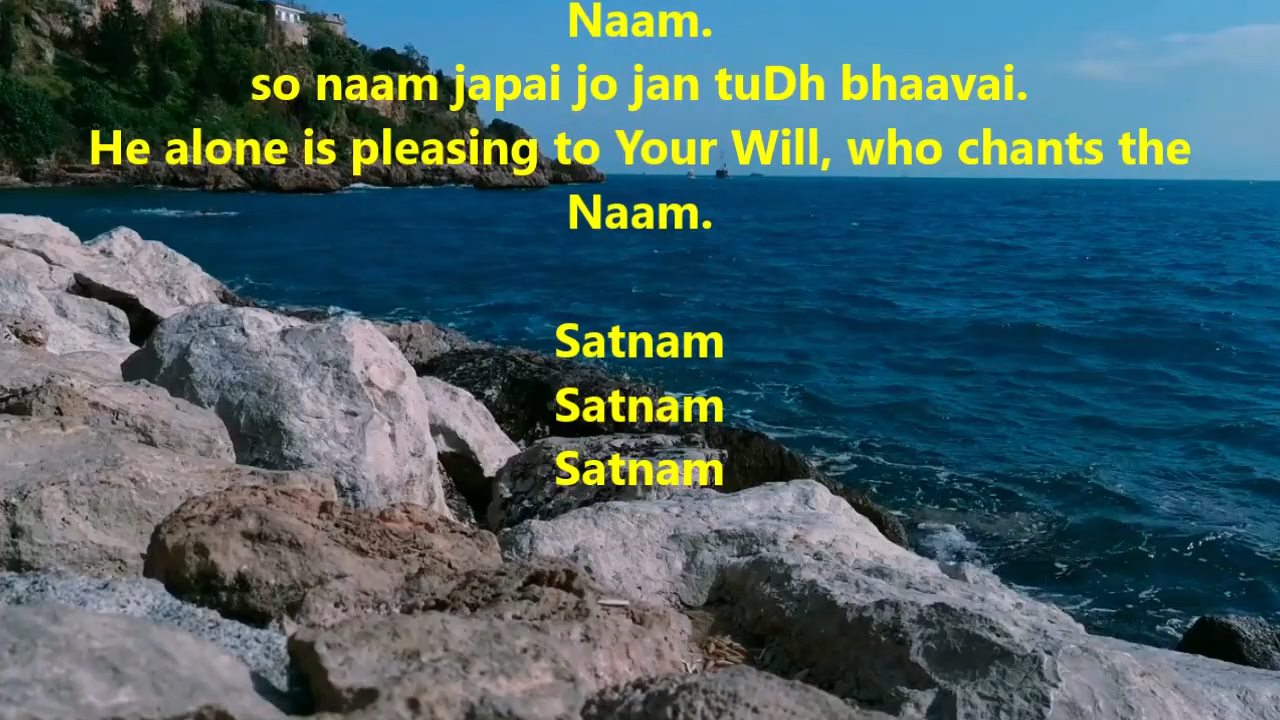 Naam.
so naam japai jo jan tuDh bhaavai.
He alone is pleasing to Your Will, who chants the
Naam.
Satnam
Satnam
Satnam